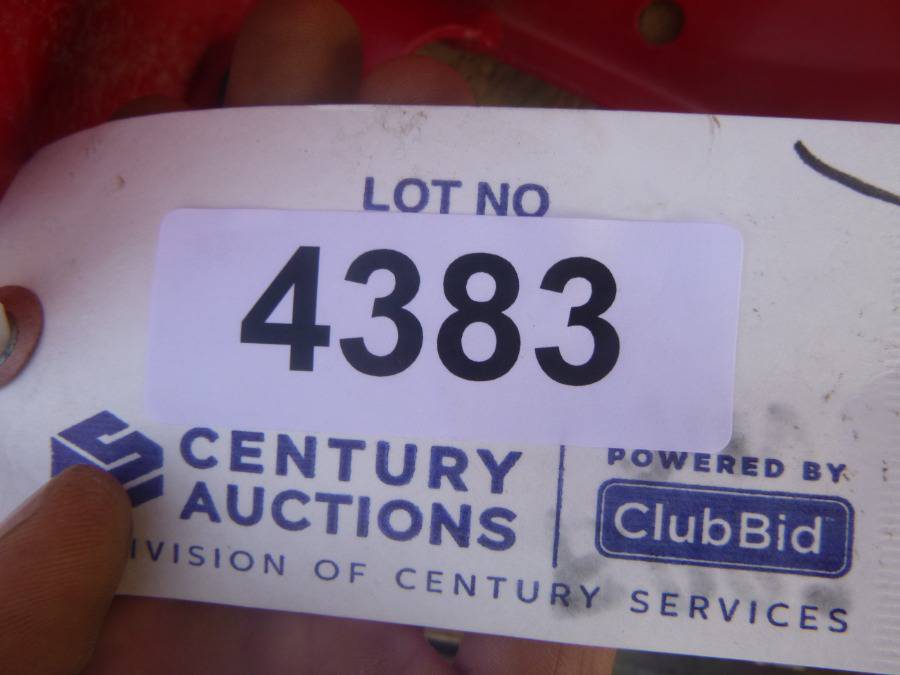 LOT NO
4383
CENTURY
AUCTIONS
IVISION OF CENTURY SERVICES
POWERED BY
ClubBid